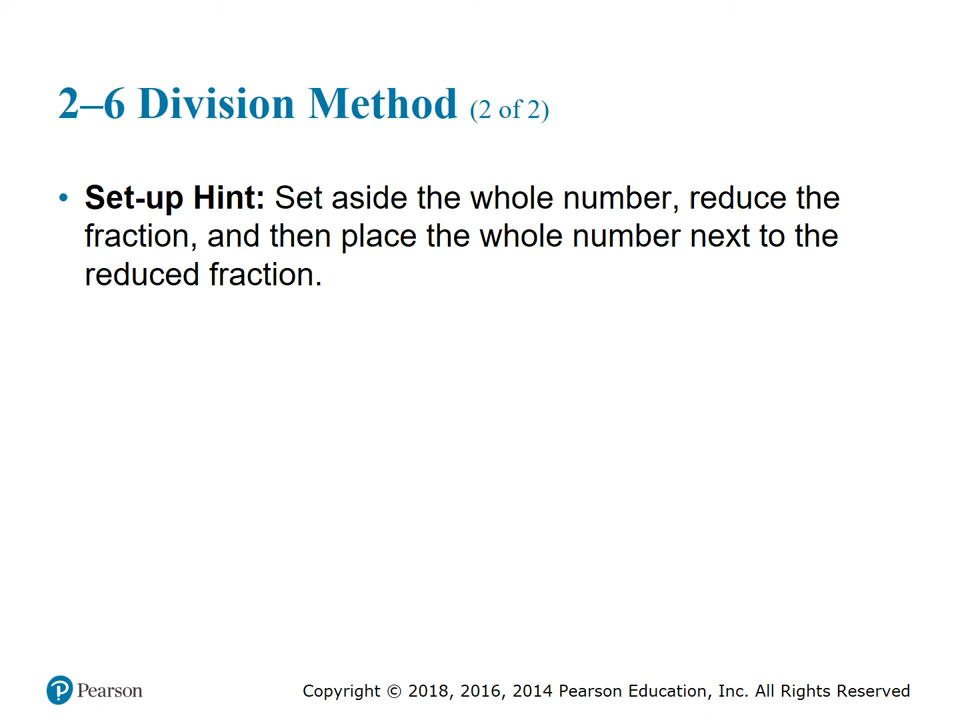 2–6 Division Method (2 of 2)
• Set-up Hint: Set aside the whole number, reduce the
fraction, and then place the whole number next to the
reduced fraction.
Pearson
Copyright © 2018, 2016, 2014 Pearson Education, Inc. All Rights Reserved